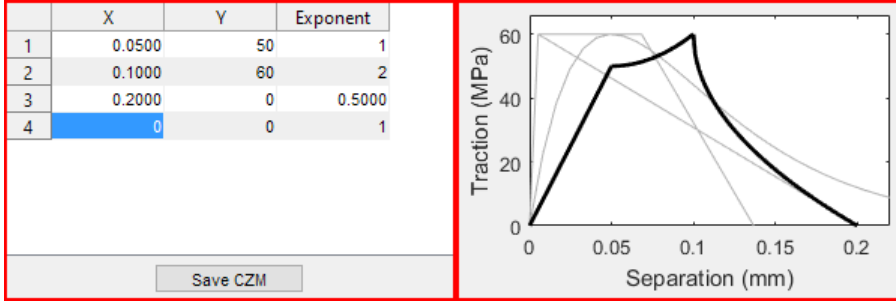 X Y Exponent
1 0.0500 50 1
2 0.1000 60 2
3 0.2000 0 0.5000
4 0 0 1
Save CZM
Traction (MPa)
60
40
20
0
0 0.05 0.1 0.15 0.2
Separation (mm)